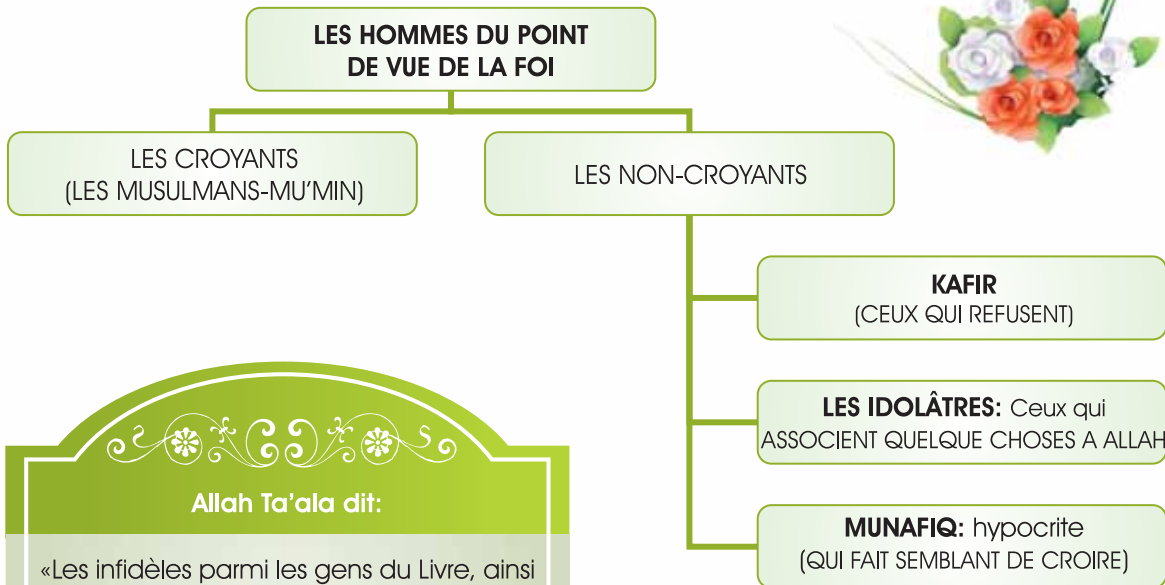 LES HOMMES DU POINT
DE VUE DE LA FOI
LES CROYANTS
(LES MUSULMANS-MU'MIN)
LES NON-CROYANTS
KAFIR
(CEUX QUI REFUSENT)
LES IDOLÂTRES: Ceux qui
ASSOCIENT QUELQUE CHOSES A ALLAH
MUNAFIQ: hypocrite
(QUI FAIT SEMBLANT DE CROIRE)
Allah Ta'ala dit:
«Les infidèles parmi les gens du Livre, ainsi